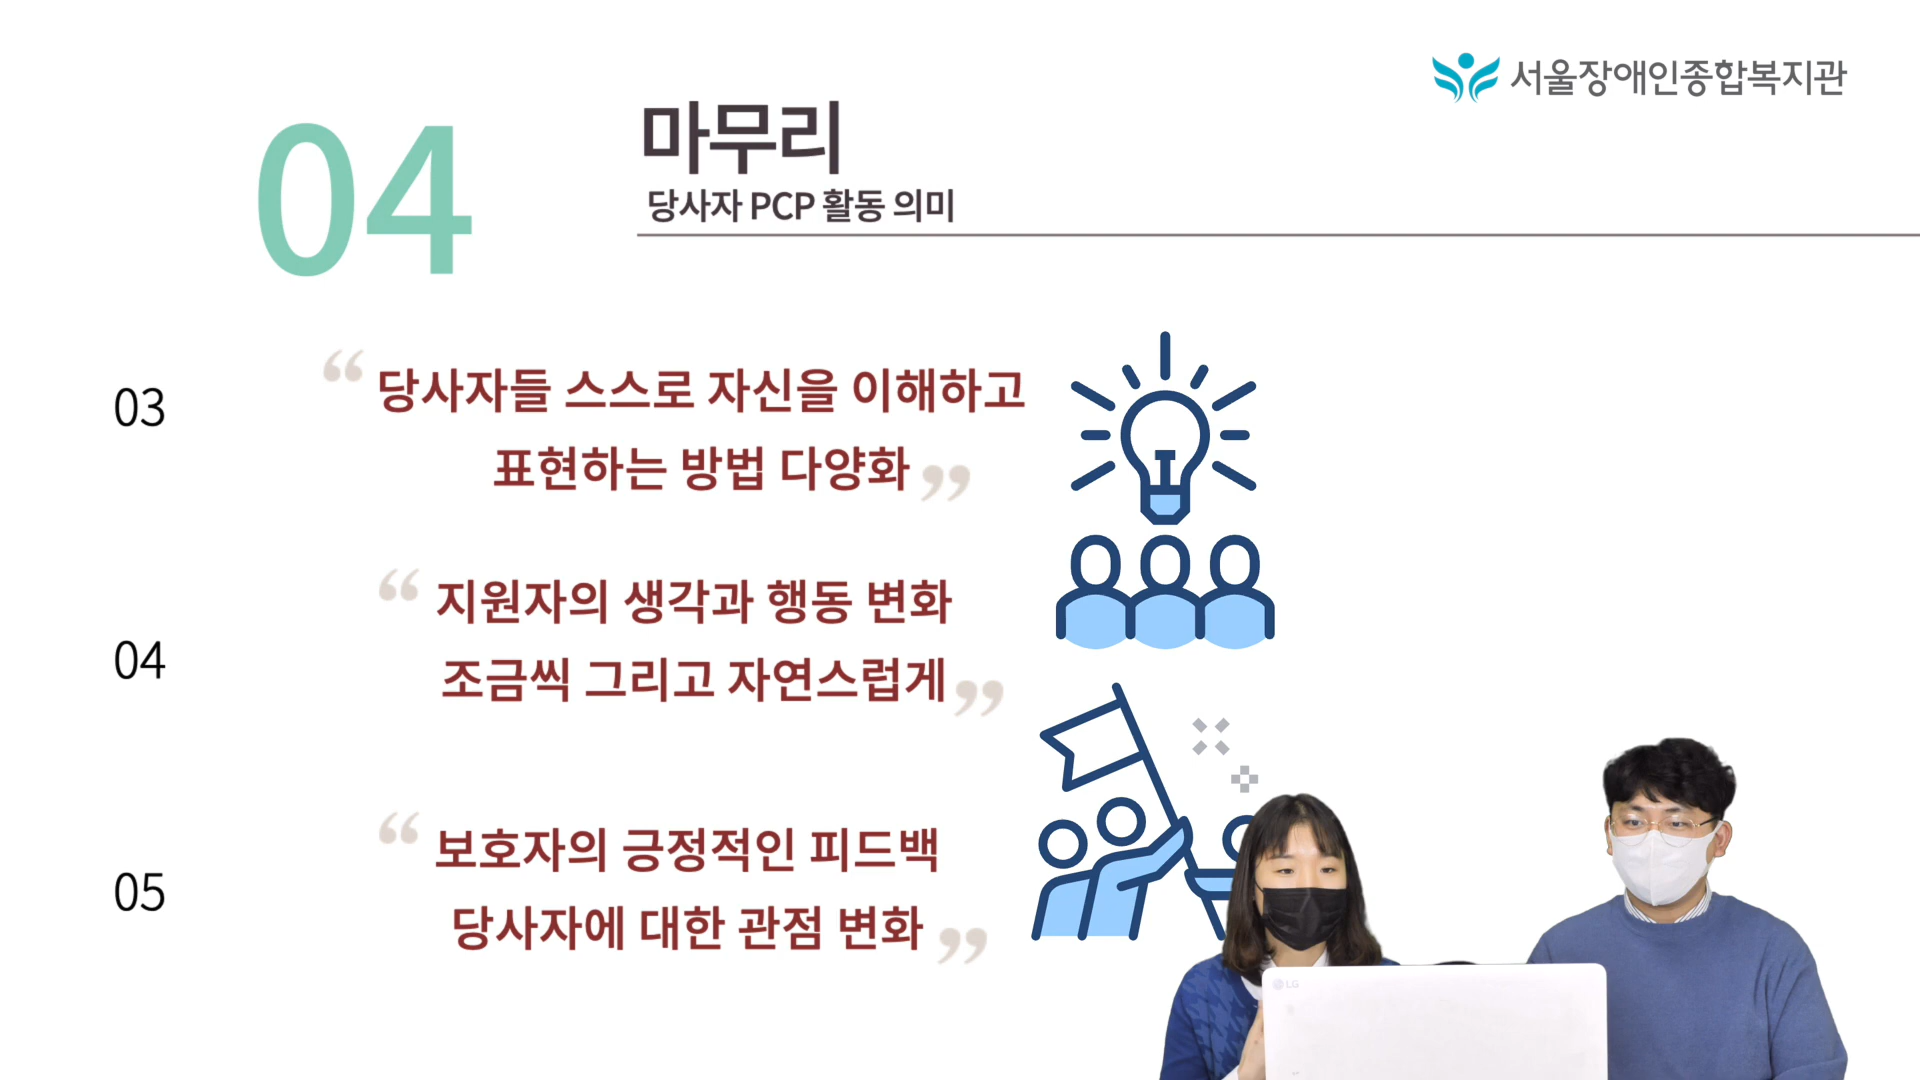 서울장애인종합복지관
04
마무리
당사자 PCP 활동 의미
03
“ 당사자들 스스로 자신을 이해하고
표현하는 방법 다양화 ”
04
“ 지원자의 생각과 행동 변화
조금씩 그리고 자연스럽게 ”
05
“ 보호자의 긍정적인 피드백
당사자에 대한 관점 변화 ”
LG